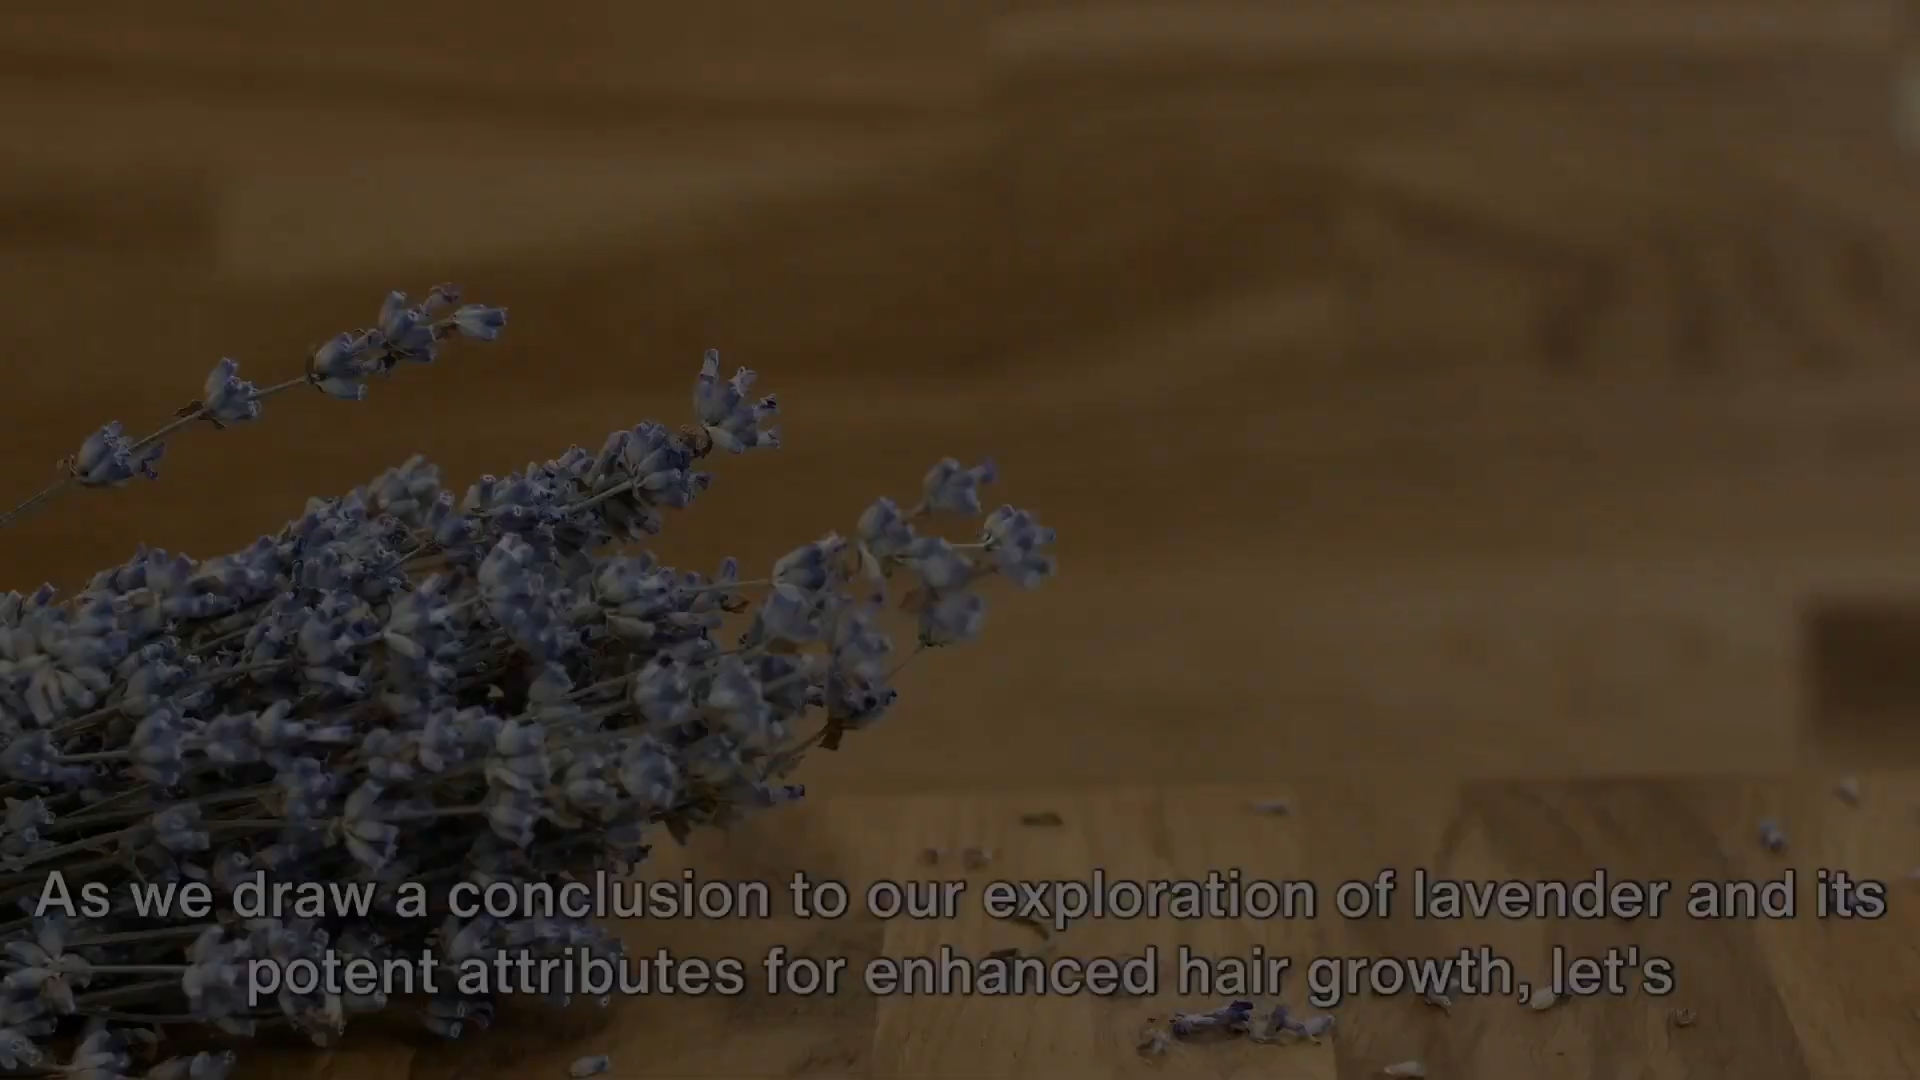 As we draw a conclusion to our exploration of lavender and its
potent attributes for enhanced hair growth, let's